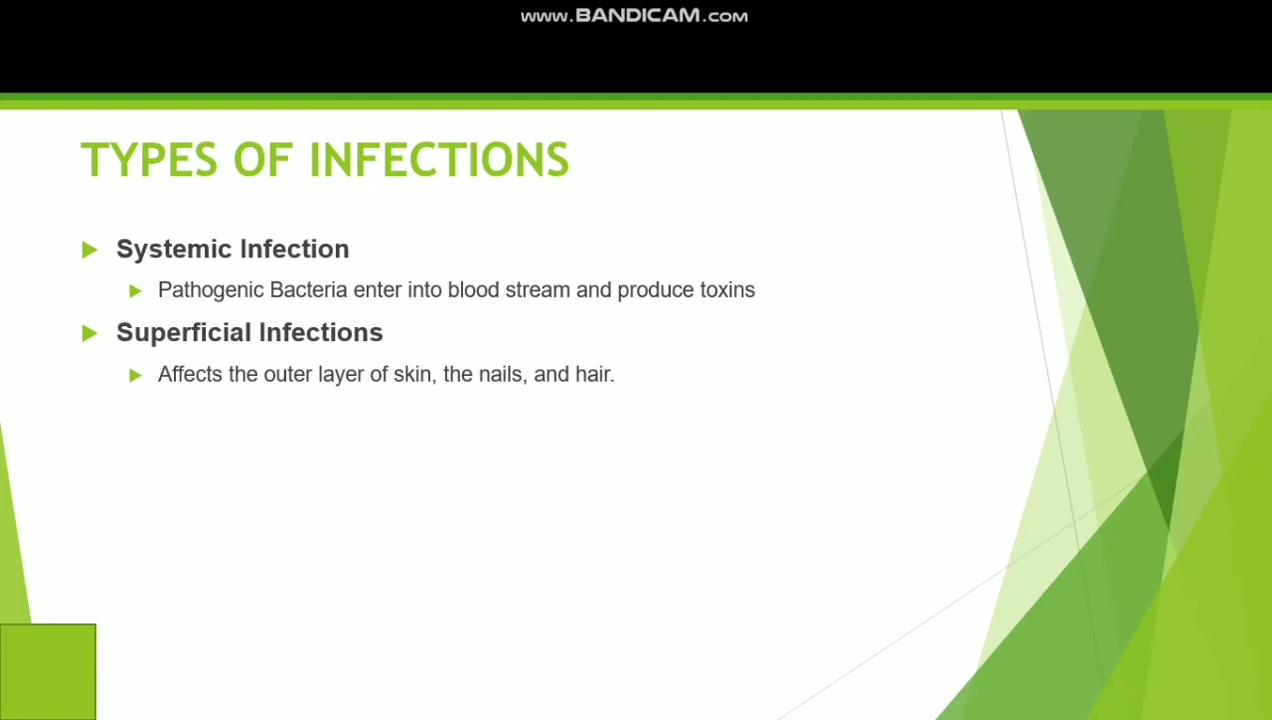 www.BANDICAM.com
TYPES OF INFECTIONS
Systemic Infection
Pathogenic Bacteria enter into blood stream and produce toxins
Superficial Infections
Affects the outer layer of skin, the nails, and hair.